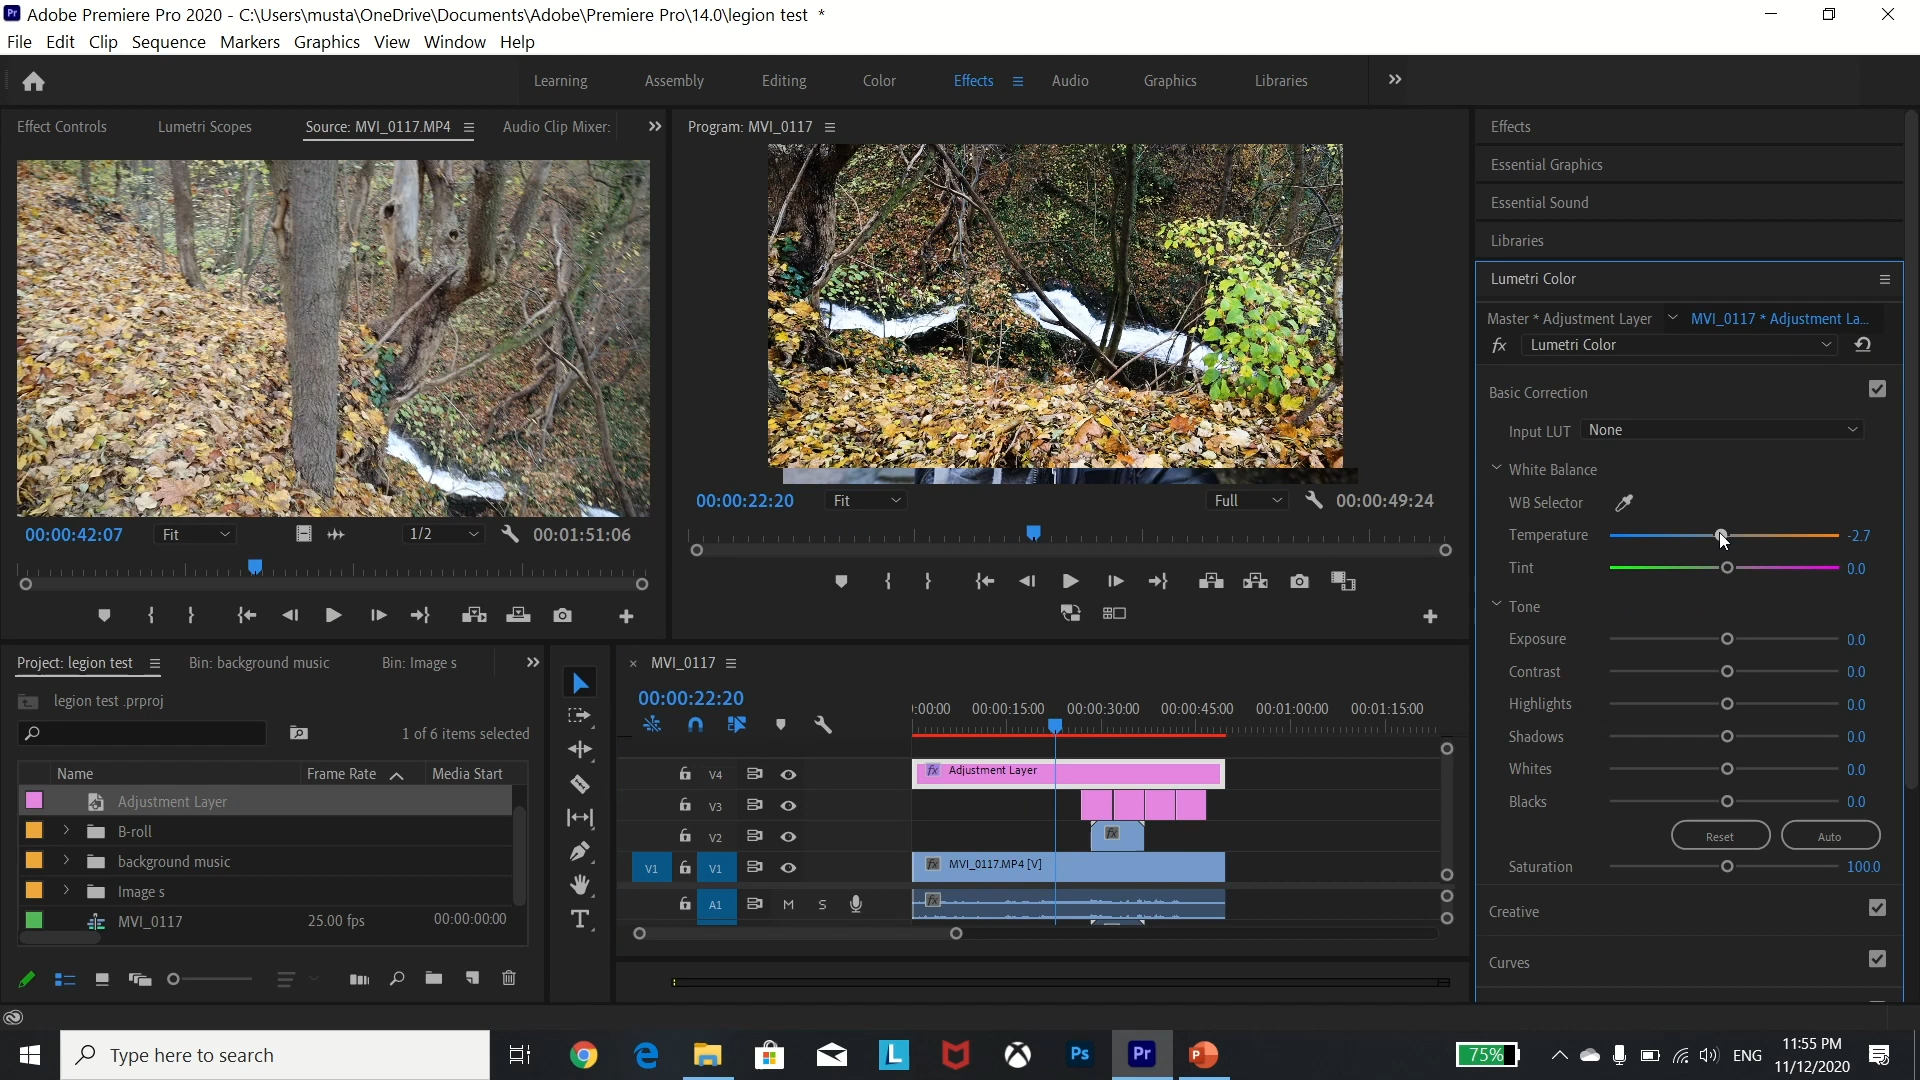 Pr Adobe Premiere Pro 2020 - C:\Users\musta\OneDrive\Documents\Adobe\Premiere Pro\14.0\legion test *
File Edit Clip Sequence Markers Graphics View Window Help
Learning Assembly Editing Color Effects Audio Graphics Libraries
Effect Controls Lumetri Scopes Source: MVI_0117.MP4 Audio Clip Mixer:
Program: MVI_0117
00:00:42:07 Fit 1/2 00:01:51:06
00:00:22:20 Fit Full 00:00:49:24
Effects
Essential Graphics
Essential Sound
Libraries
Lumetri Color
Master * Adjustment Layer MVI_0117 * Adjustment La...
fx Lumetri Color
Basic Correction
Input LUT None
White Balance
WB Selector
Temperature -2.7
Tint 0.0
Tone
Exposure 0.0
Contrast 0.0
Highlights 0.0
Shadows 0.0
Whites 0.0
Blacks 0.0
Reset Auto
Saturation 100.0
Creative
Curves
Project: legion test Bin: background music Bin: Image s
legion test .prproj
1 of 6 items selected
Name Frame Rate Media Start
Adjustment Layer
B-roll
background music
Image s
MVI_0117 25.00 fps 00:00:00:00
× MVI_0117
00:00:22:20
:00:00 00:00:15:00 00:00:30:00 00:00:45:00 00:01:00:00 00:01:15:00
V4 fx Adjustment Layer
V3
V2 fx
V1 V1 fx MVI_0117.MP4 [V]
A1 M S fx
T
Type here to search
L Ps Pr P
75% ENG 11:55 PM
11/12/2020